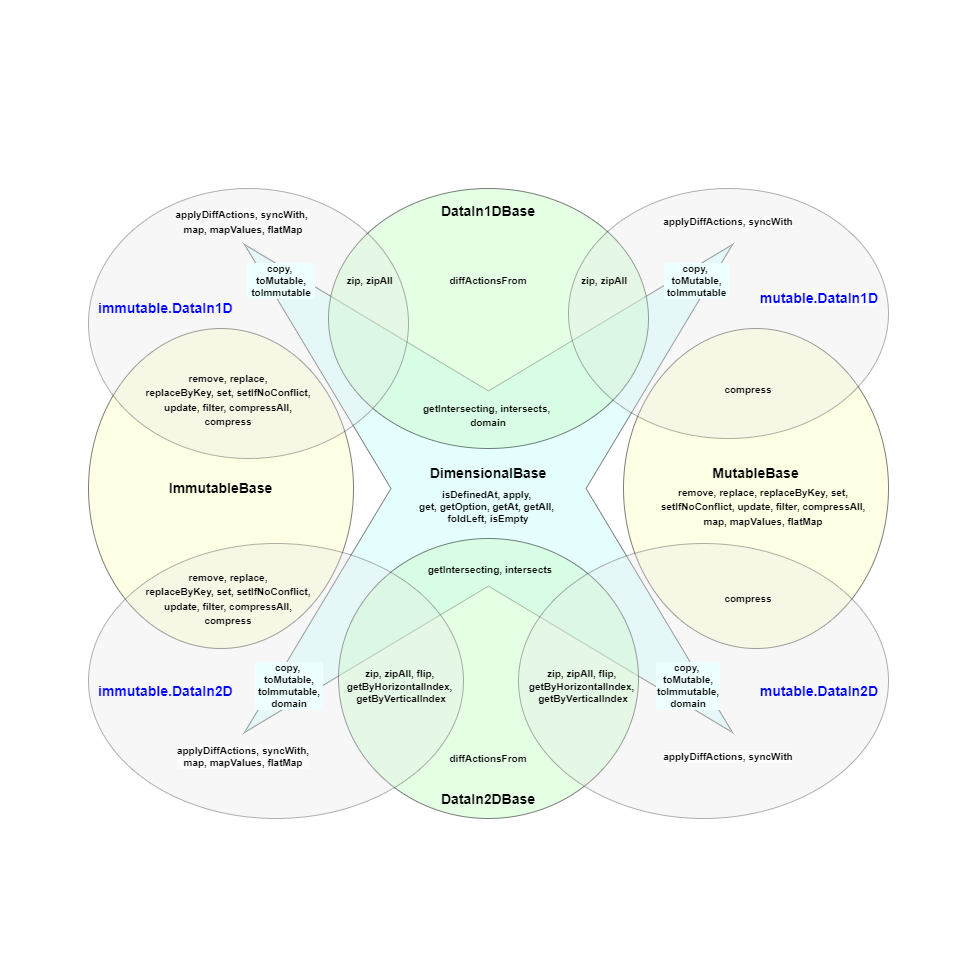 DataIn1DBase
applyDiffActions, syncWith,
map, mapValues, flatMap
applyDiffActions, syncWith
copy,
toMutable,
toImmutable
zip, zipAll
diffActionsFrom
zip, zipAll
copy,
toMutable,
toImmutable
immutable.DataIn1D
mutable.DataIn1D
remove, replace,
replaceByKey, set, setIfNoConflict,
update, filter, compressAll,
compress
compress
getIntersecting, intersects,
domain
ImmutableBase
DimensionalBase
isDefinedAt, apply,
get, getOption, getAt, getAll,
foldLeft, isEmpty
MutableBase
remove, replace, replaceByKey, set,
setIfNoConflict, update, filter, compressAll,
map, mapValues, flatMap
getIntersecting, intersects
remove, replace,
replaceByKey, set, setIfNoConflict,
update, filter, compressAll,
compress
compress
immutable.DataIn2D
copy,
toMutable,
toImmutable,
domain
zip, zipAll, flip,
getByHorizontalIndex,
getByVerticalIndex
zip, zipAll, flip,
getByHorizontalIndex,
getByVerticalIndex
copy,
toMutable,
toImmutable,
domain
mutable.DataIn2D
applyDiffActions, syncWith,
map, mapValues, flatMap
diffActionsFrom
applyDiffActions, syncWith
DataIn2DBase